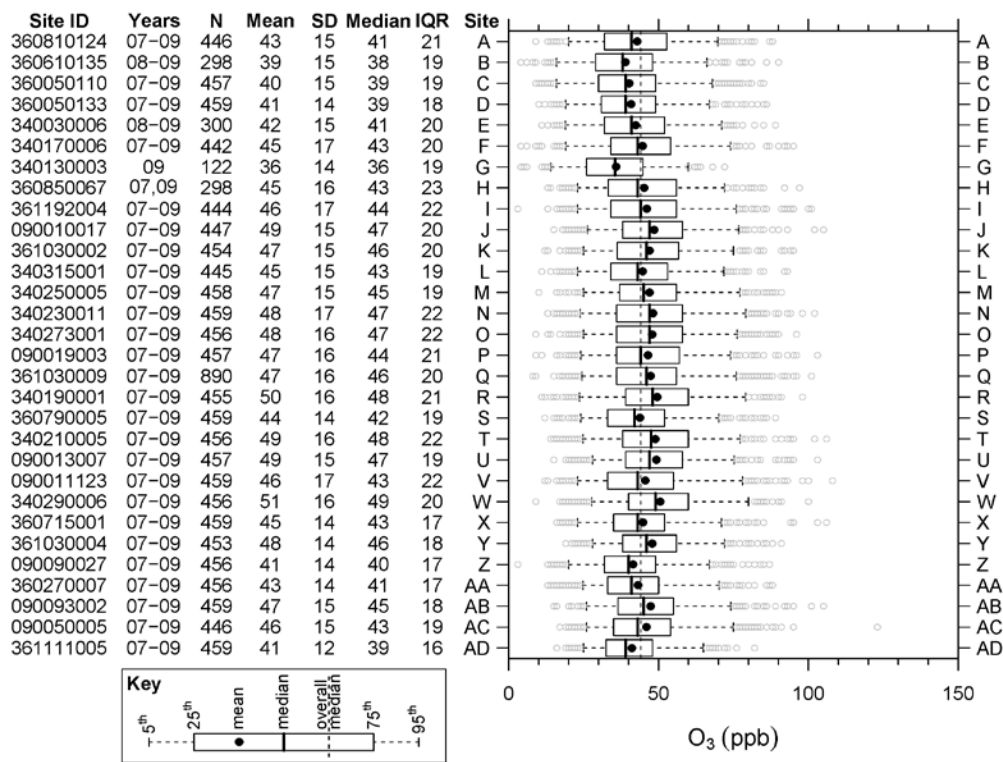 Site ID Years N Mean SD Median IQR Site
360810124 07-09 446 43 15 41 21 A A
360610135 08-09 298 39 15 38 19 B B
360050110 07-09 457 40 15 39 19 C C
360050133 07-09 459 41 14 39 18 D D
340030006 08-09 300 42 15 41 20 E E
340170006 07-09 442 45 17 43 20 F F
340130003 09 122 36 14 36 19 G G
360850067 07,09 298 45 16 43 23 H H
361192004 07-09 444 46 17 44 22 I I
090010017 07-09 447 49 15 47 20 J J
361030002 07-09 454 47 15 46 20 K K
340315001 07-09 445 45 15 43 19 L L
340250005 07-09 458 47 15 45 19 M M
340230011 07-09 459 48 17 47 22 N N
340273001 07-09 456 48 16 47 22 O O
090019003 07-09 457 47 16 44 21 P P
361030009 07-09 890 47 16 46 20 Q Q
340190001 07-09 455 50 16 48 21 R R
360790005 07-09 459 44 14 42 19 S S
340210005 07-09 456 49 16 48 22 T T
090013007 07-09 457 49 15 47 19 U U
090011123 07-09 459 46 17 43 22 V V
340290006 07-09 456 51 16 49 20 W W
360715001 07-09 459 45 14 43 17 X X
361030004 07-09 453 48 14 46 18 Y Y
090090027 07-09 456 41 14 40 17 Z Z
360270007 07-09 456 43 14 41 17 AA AA
090093002 07-09 459 47 15 45 18 AB AB
090050005 07-09 446 46 15 43 19 AC AC
361111005 07-09 459 41 12 39 16 AD AD
0 50 100 150
O₃ (ppb)
Key
5th
25th
mean
median
overall
median
75th
95th